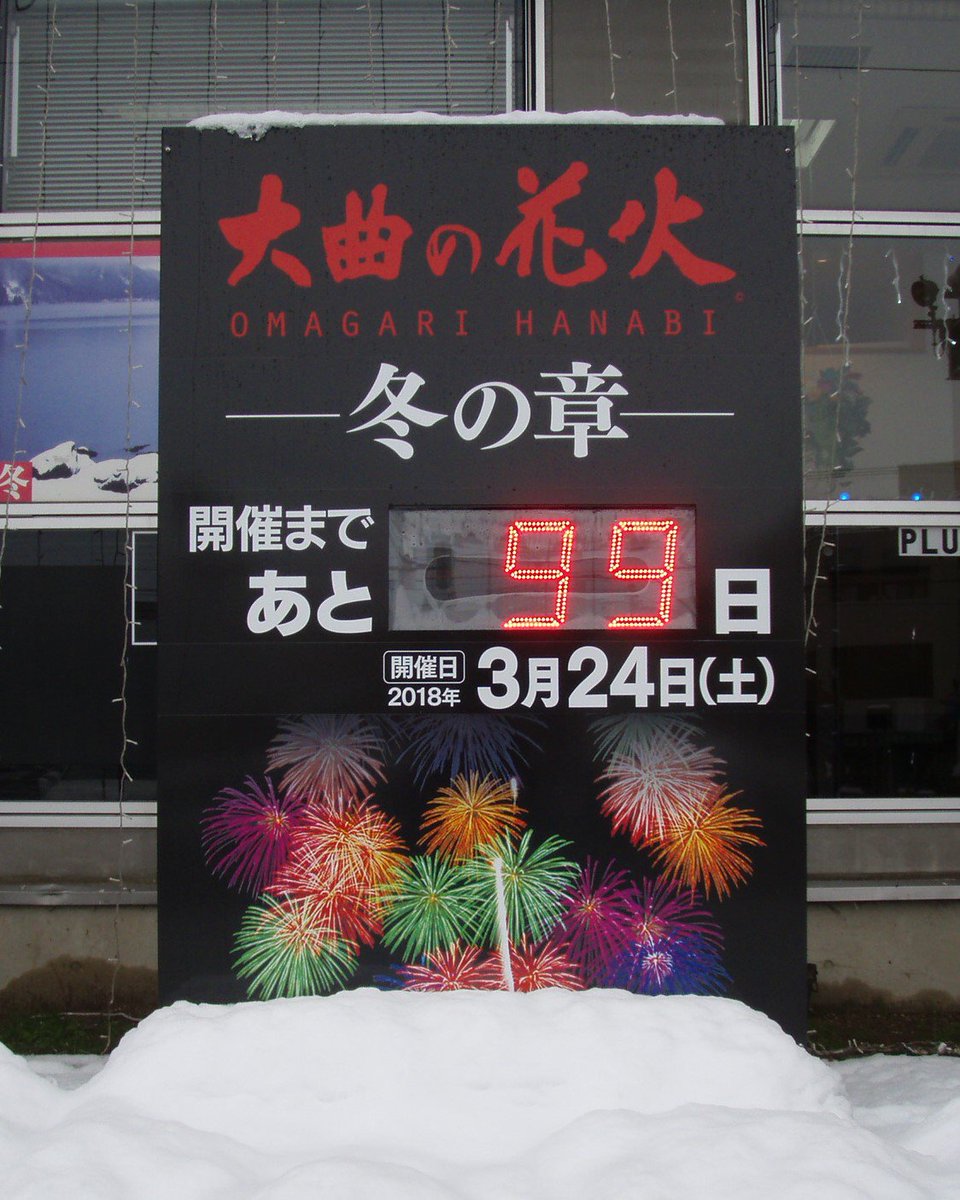 大曲の花火
©
OMAGARI HANABI
冬の章
開催まで
あと 99 日
開催日
2018年 3月24日(土)
冬
PLU